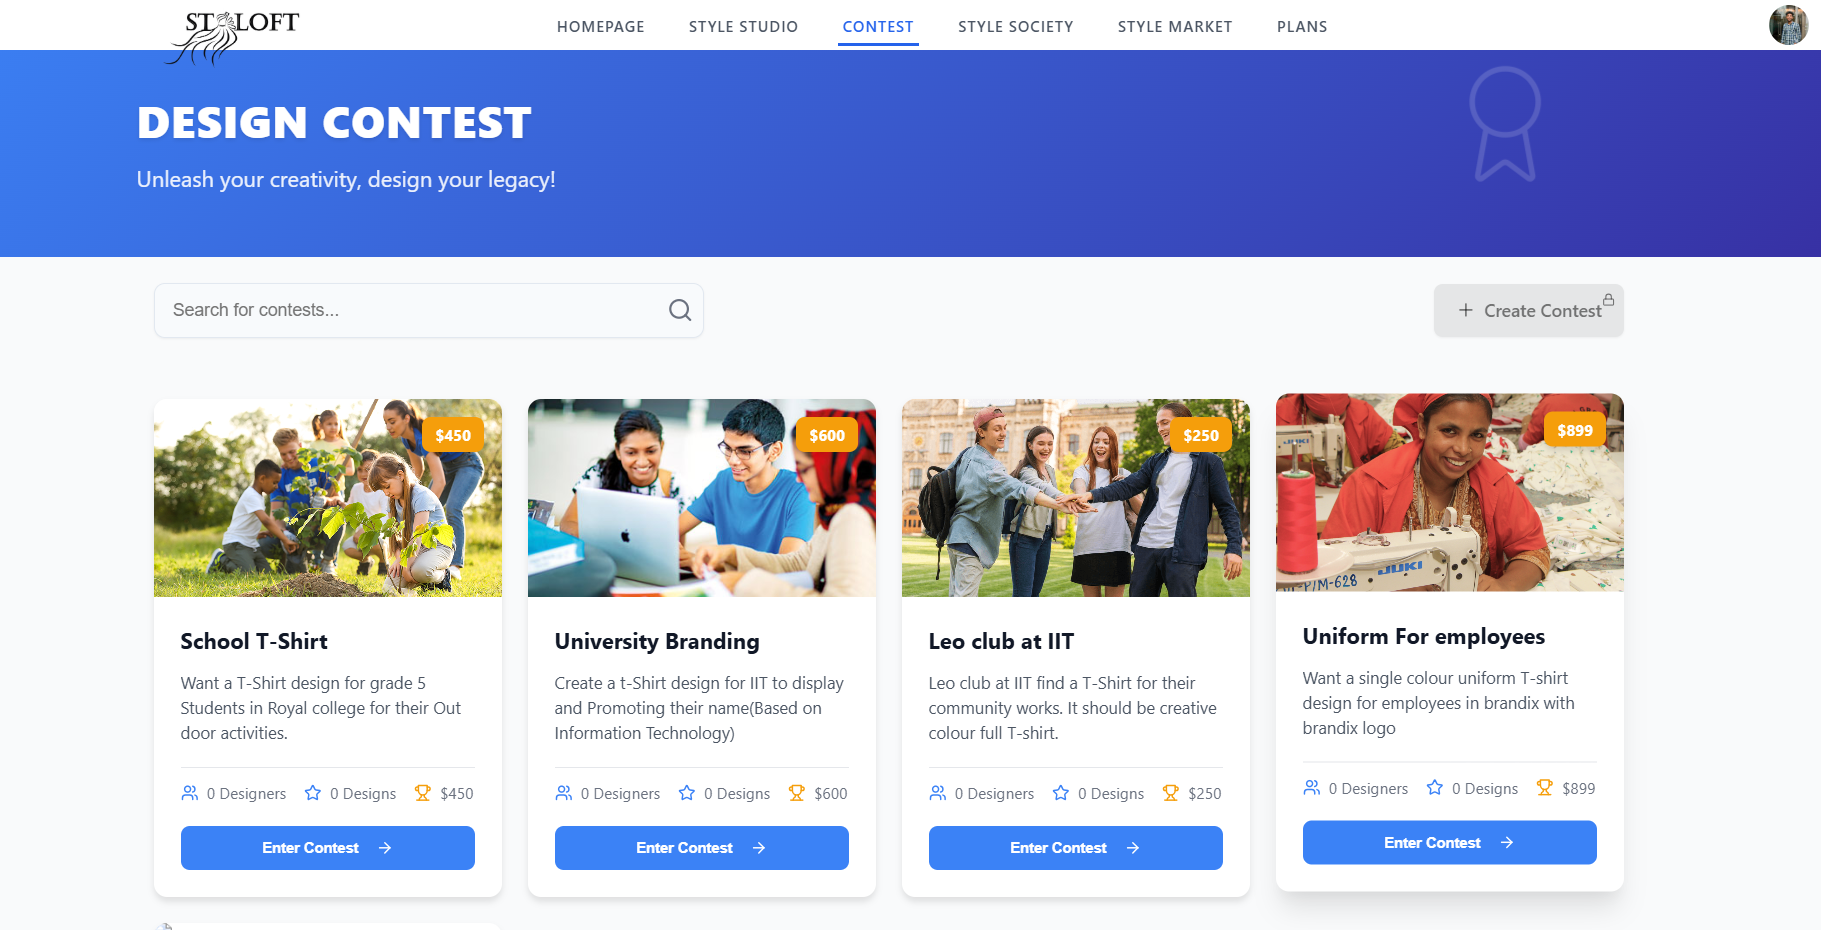 ST LOFT
HOMEPAGE
STYLE STUDIO
CONTEST
STYLE SOCIETY
STYLE MARKET
PLANS
DESIGN CONTEST
Unleash your creativity, design your legacy!
Search for contests...
+ Create Contest
$450
$600
$250
$899
JUKI
JUKI
P/M-628
School T-Shirt
Want a T-Shirt design for grade 5
Students in Royal college for their Out
door activities.
0 Designers 0 Designs $450
Enter Contest →
University Branding
Create a t-Shirt design for IIT to display
and Promoting their name(Based on
Information Technology)
0 Designers 0 Designs $600
Enter Contest →
Leo club at IIT
Leo club at IIT find a T-Shirt for their
community works. It should be creative
colour full T-shirt.
0 Designers 0 Designs $250
Enter Contest →
Uniform For employees
Want a single colour uniform T-shirt
design for employees in brandix with
brandix logo
0 Designers 0 Designs $899
Enter Contest →